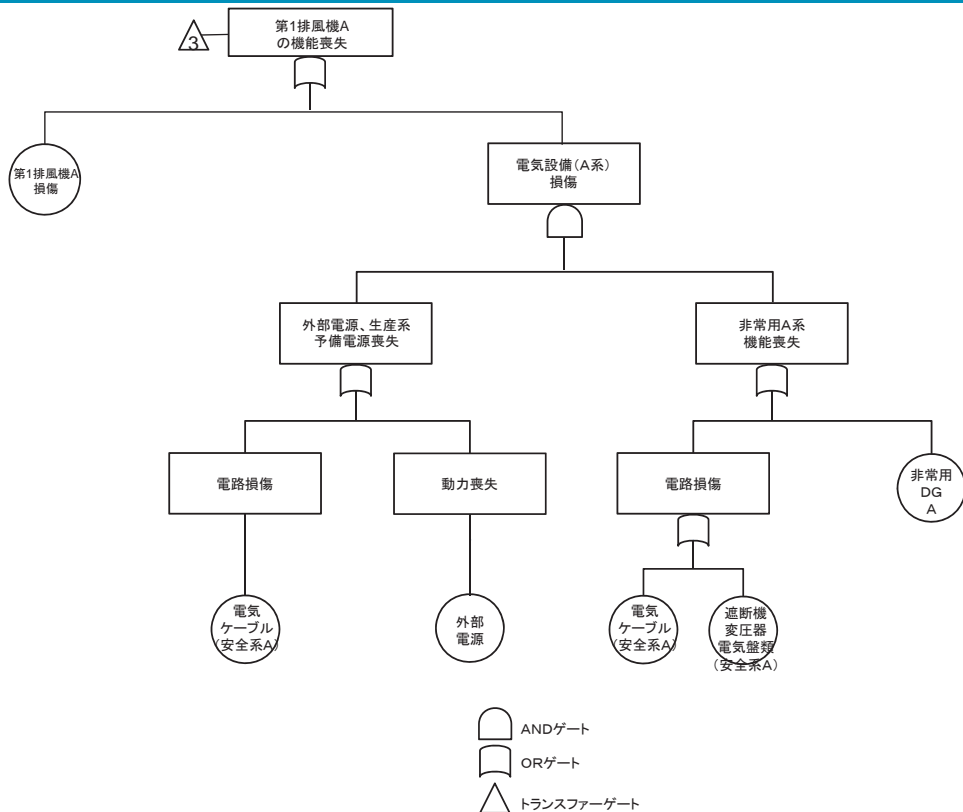 第1排風機A
の機能喪失
3
第1排風機A
損傷
電気設備(A系)
損傷
外部電源、生産系
予備電源喪失
非常用A系
機能喪失
電路損傷
動力喪失
電路損傷
非常用
DG
A
電気
ケーブル
(安全系A)
外部
電源
電気
ケーブル
(安全系A)
遮断機
変圧器
電気盤類
(安全系A)
ANDゲート
ORゲート
トランスファーゲート